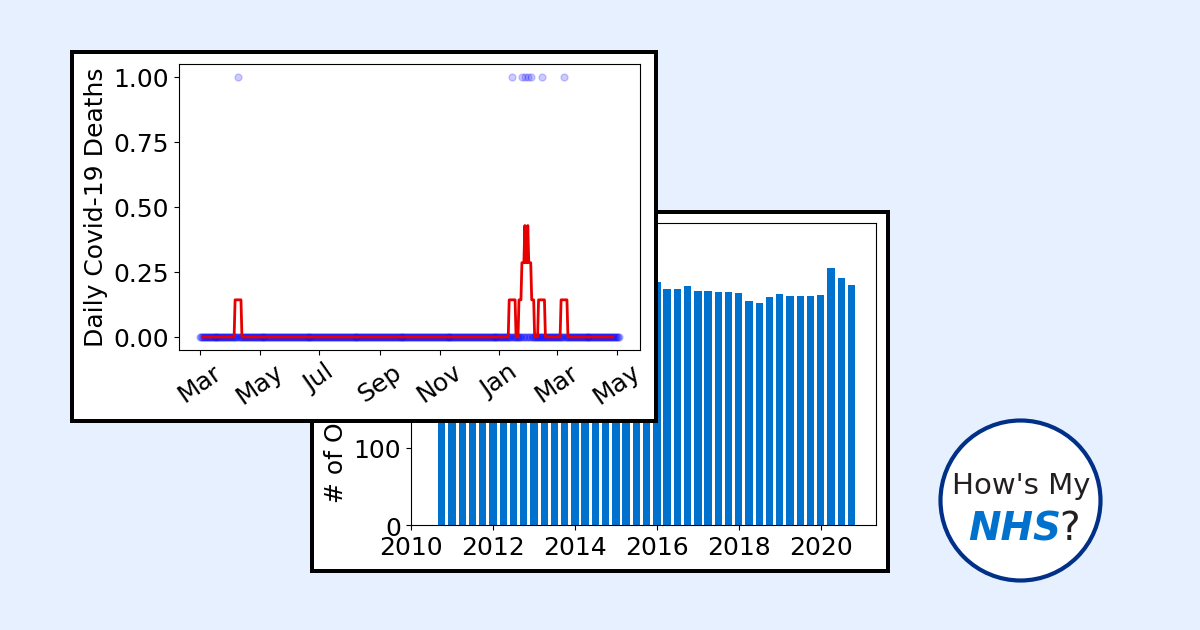 Daily Covid-19 Deaths
1.00
0.75
0.50
0.25
0.00
Mar May Jul Sep Nov Jan Mar May
# of O
100
0
2010 2012 2014 2016 2018 2020
How's My
NHS?